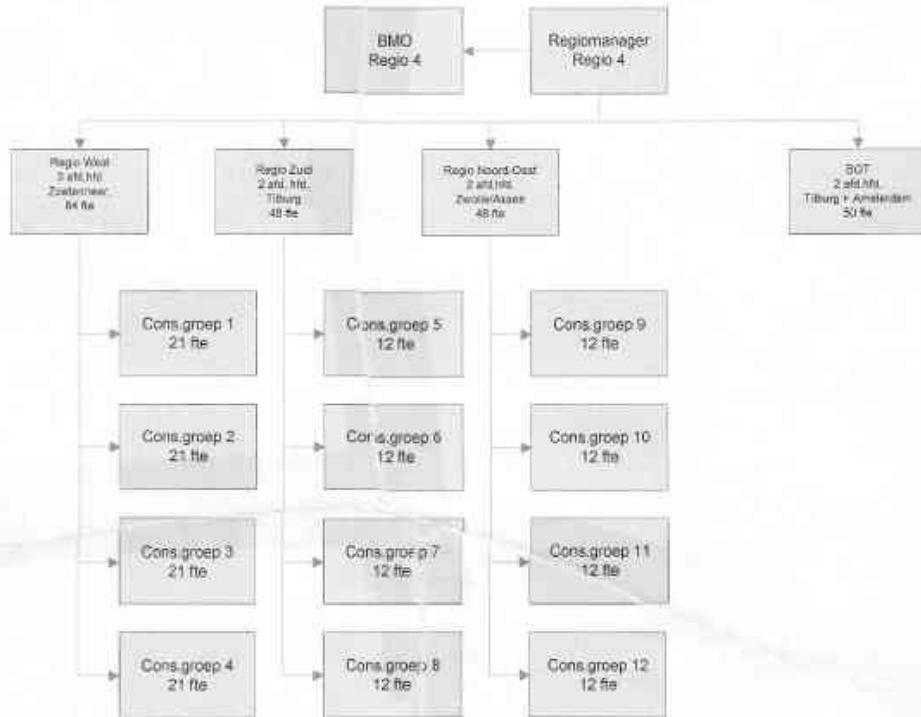 BMO
Regio 4
Regiomanager
Regio 4
Regio West
3 afd.hfd.
Zoetermeer
84 fte
Regio Zuid
2 afd. hfd.
Tilburg
48 fte
Regio Noord-Oost
2 afd.hfd.
Zwolle/Assen
48 fte
2 afd.hfd.
Tilburg + Amsterdam
50 fte
Cons.groep 1
21 fte
Cons.groep 5
12 fte
Cons.groep 9
12 fte
Cons.groep 2
21 fte
Cons.groep 6
12 fte
Cons.groep 10
12 fte
Cons.groep 3
21 fte
Cons.groep 7
12 fte
Cons.groep 11
12 fte
Cons.groep 4
21 fte
Cons.groep 8
12 fte
Cons.groep 12
12 fte